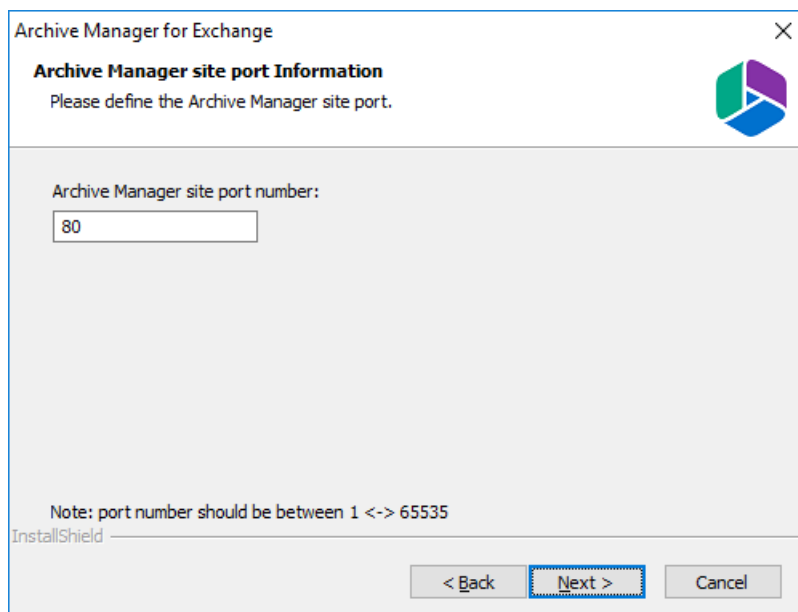 Archive Manager for Exchange
Archive Manager site port Information
Please define the Archive Manager site port.
Archive Manager site port number:
80
Note: port number should be between 1 <-> 65535
InstallShield
< Back Next > Cancel